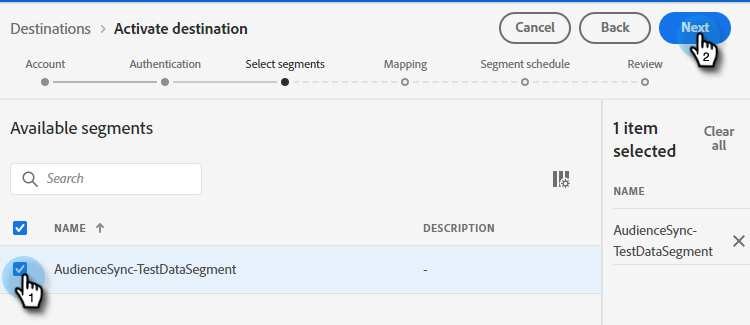 Destinations > Activate destination
Cancel
Back
Next
2
Account
Authentication
Select segments
Mapping
Segment schedule
Review
Available segments
Search
NAME ↑
DESCRIPTION
AudienceSync-TestDataSegment
-
1
1 item
selected
Clear
all
NAME
AudienceSync-
TestDataSegment